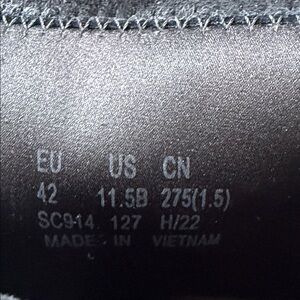 EU US CN
42 11.5B 275(1.5)
SC914 127 H/22
MADE IN VIETNAM